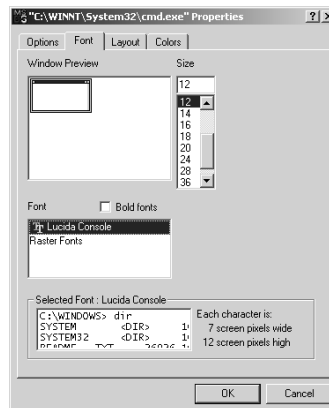 "C:\WINNT\System32\cmd.exe" Properties
Options Font Layout Colors
Window Preview
Size
12
12
14
16
18
20
24
28
36
Font Bold fonts
Lucida Console
Raster Fonts
Selected Font : Lucida Console
C:\WINDOWS> dir
SYSTEM <DIR>
SYSTEM32 <DIR>
README TXT
Each character is:
7 screen pixels wide
12 screen pixels high
OK Cancel